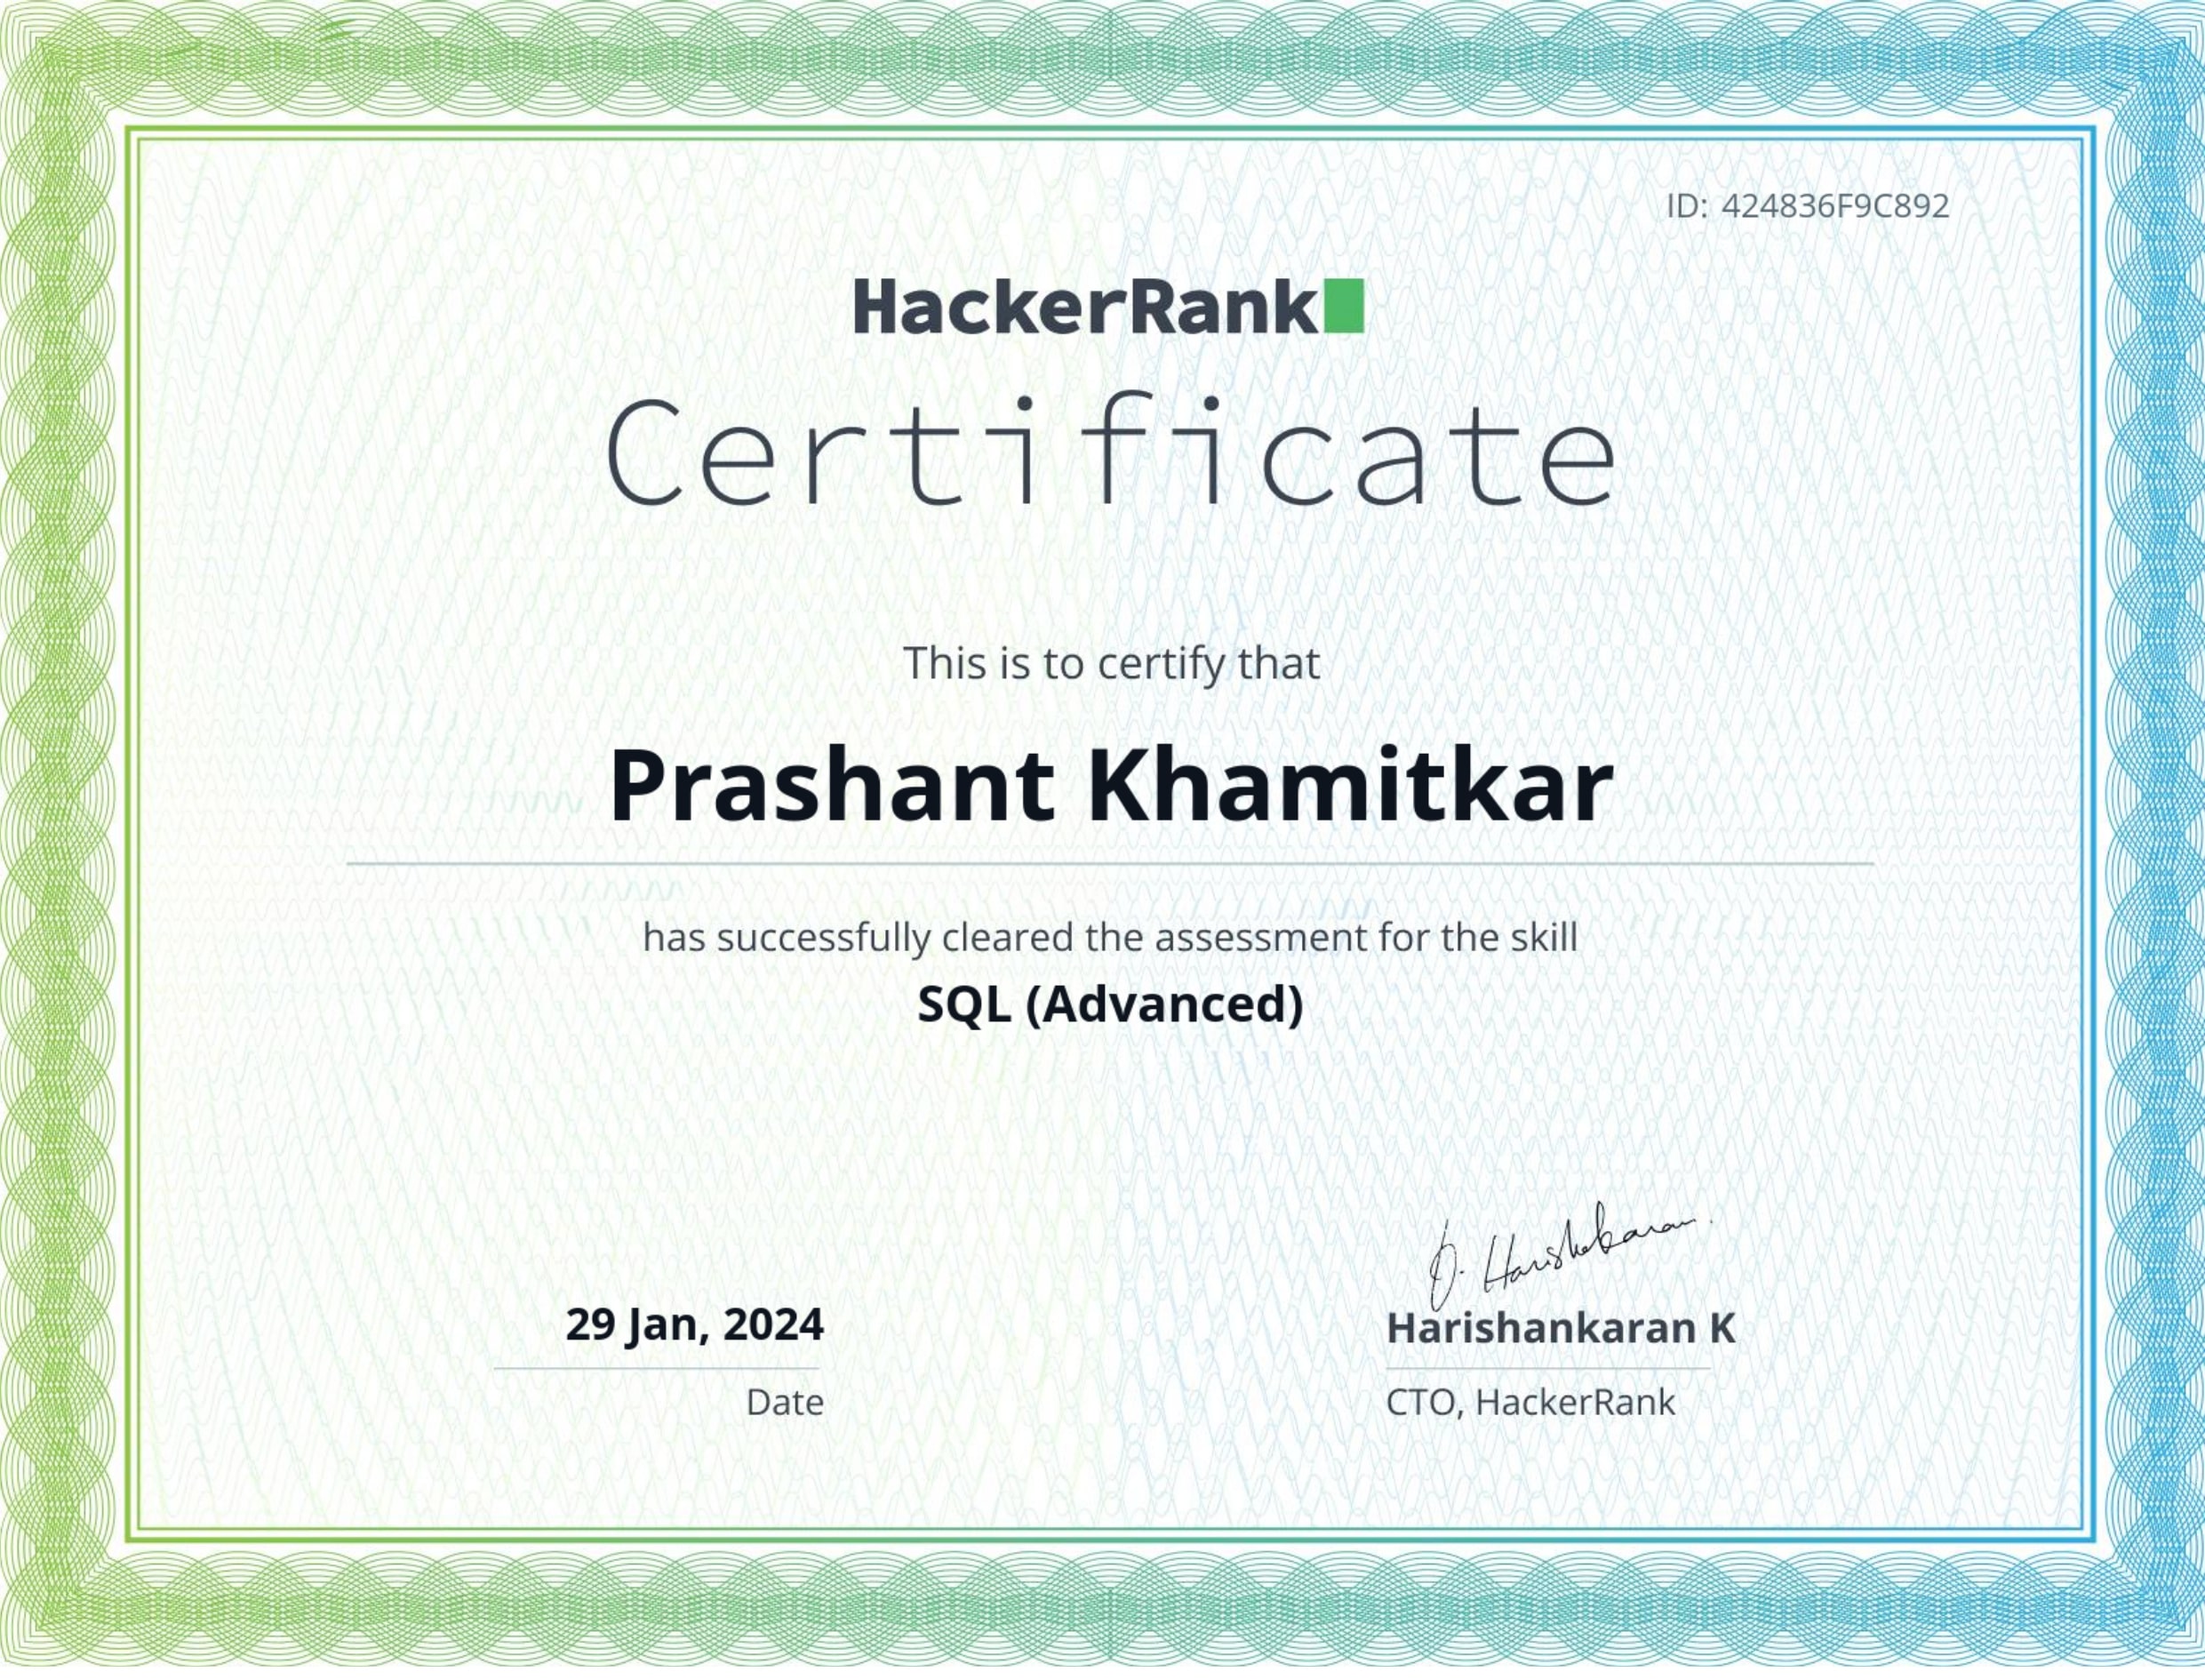 ID: 424836F9C892
HackerRank
Certificate
This is to certify that
Prashant Khamitkar
has successfully cleared the assessment for the skill
SQL (Advanced)
D. Harishankaran
29 Jan, 2024
Harishankaran K
Date
CTO, HackerRank